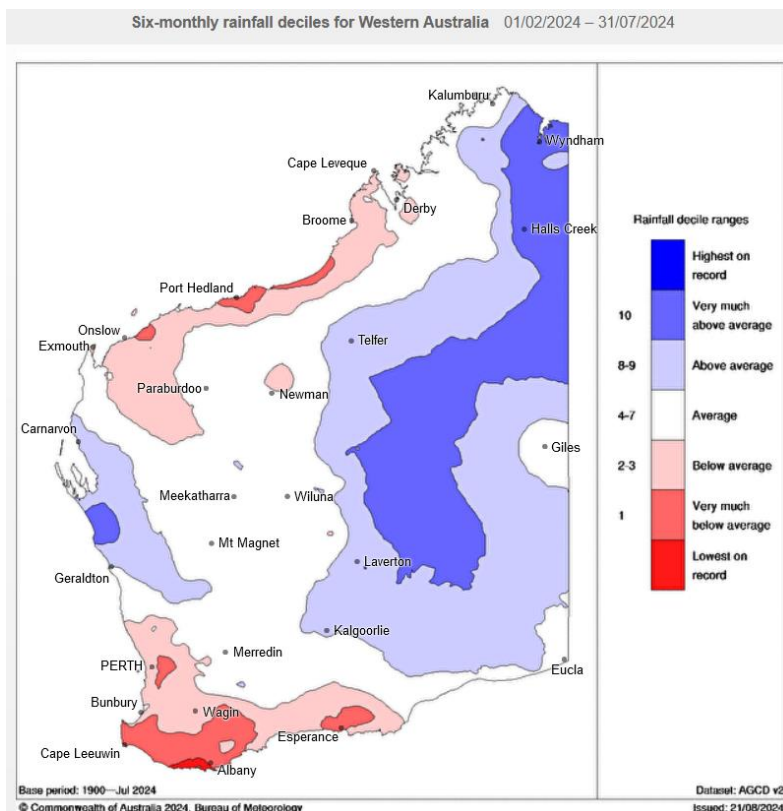 Six-monthly rainfall deciles for Western Australia 01/02/2024 – 31/07/2024
Kalumburu
Wyndham
Cape Leveque
Derby
Broome
Halls Creek
Port Hedland
Onslow
Exmouth
Telfer
Paraburdoo
Newman
Carnarvon
Giles
Meekatharra
Wiluna
Mt Magnet
Laverton
Geraldton
Kalgoorlie
Merredin
PERTH
Eucla
Bunbury
Wagin
Esperance
Cape Leeuwin
Albany
Rainfall decile ranges
Highest on
record
10 Very much
above average
8-9 Above average
4-7 Average
2-3 Below average
1 Very much
below average
Lowest on
record
Base period: 1900—Jul 2024
Dataset: AGCD v2
© Commonwealth of Australia 2024, Bureau of Meteorology
Issued: 21/08/2024